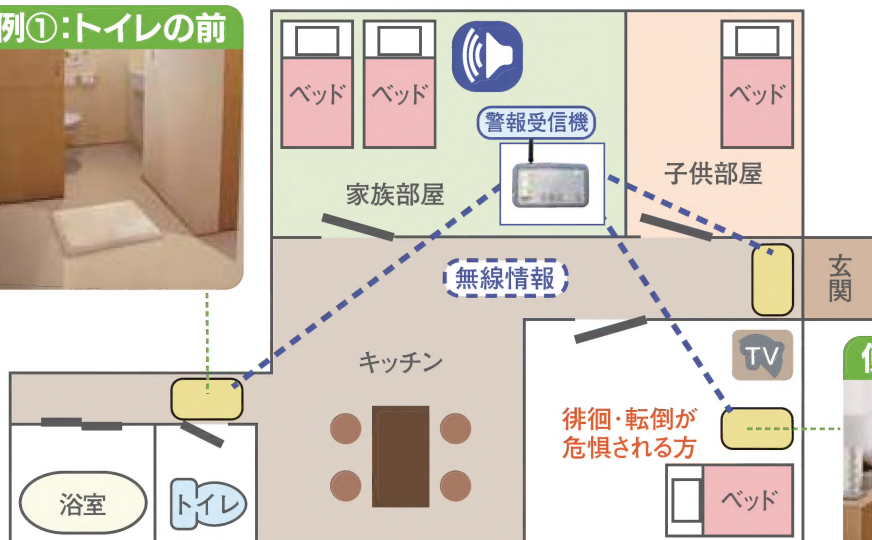 例①:トイレの前
ベッド
ベッド
ベッド
警報受信機
家族部屋
子供部屋
無線情報
玄関
キッチン
TV
徘徊・転倒が
危惧される方
浴室
トイレ
ベッド